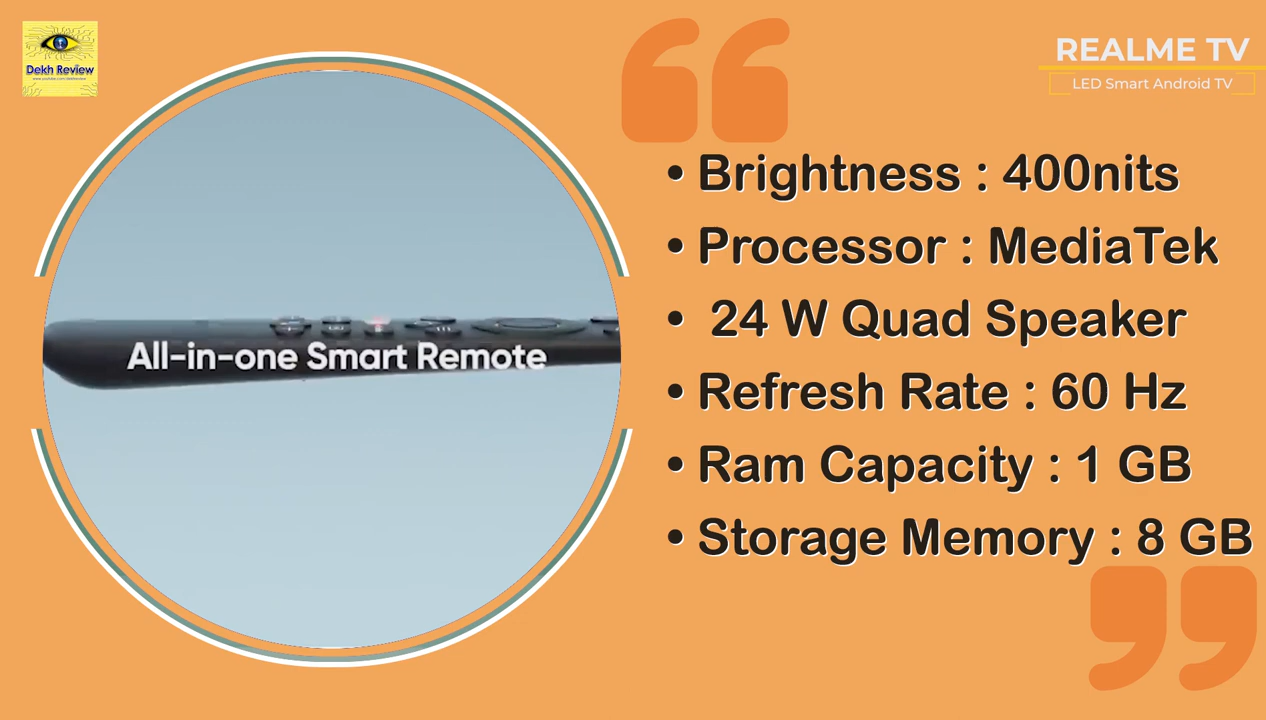 Dekh Review
REALME TV
LED Smart Android TV
• Brightness : 400nits
• Processor : MediaTek
• 24 W Quad Speaker
• Refresh Rate : 60 Hz
• Ram Capacity : 1 GB
• Storage Memory : 8 GB
All-in-one Smart Remote